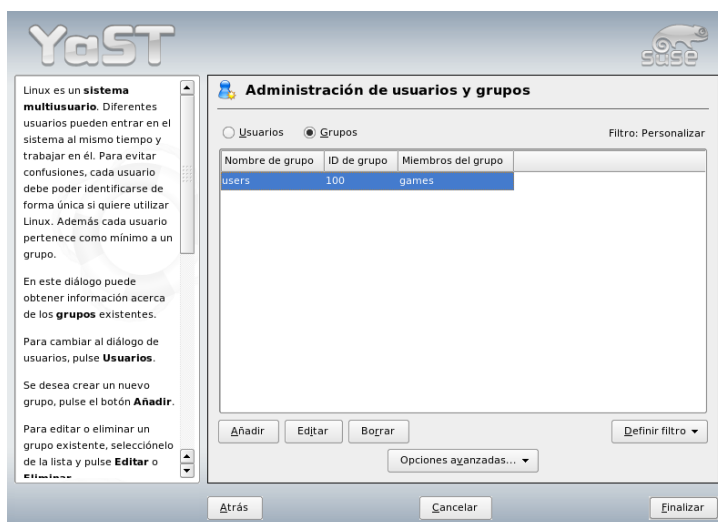 YaST
suse
Linux es un sistema
multiusuario. Diferentes
usuarios pueden entrar en el
sistema al mismo tiempo y
trabajar en él. Para evitar
confusiones, cada usuario
debe poder identificarse de
forma única si quiere utilizar
Linux. Además cada usuario
pertenece como mínimo a un
grupo.
En este diálogo puede
obtener información acerca
de los grupos existentes.
Para cambiar al diálogo de
usuarios, pulse Usuarios.
Se desea crear un nuevo
grupo, pulse el botón Añadir.
Para editar o eliminar un
grupo existente, selecciónelo
de la lista y pulse Editar o
Eliminar
Administración de usuarios y grupos
Usuarios Grupos Filtro: Personalizar
Nombre de grupo ID de grupo Miembros del grupo
users 100 games
Añadir Editar Borrar Definir filtro
Opciones avanzadas...
Atrás Cancelar Finalizar